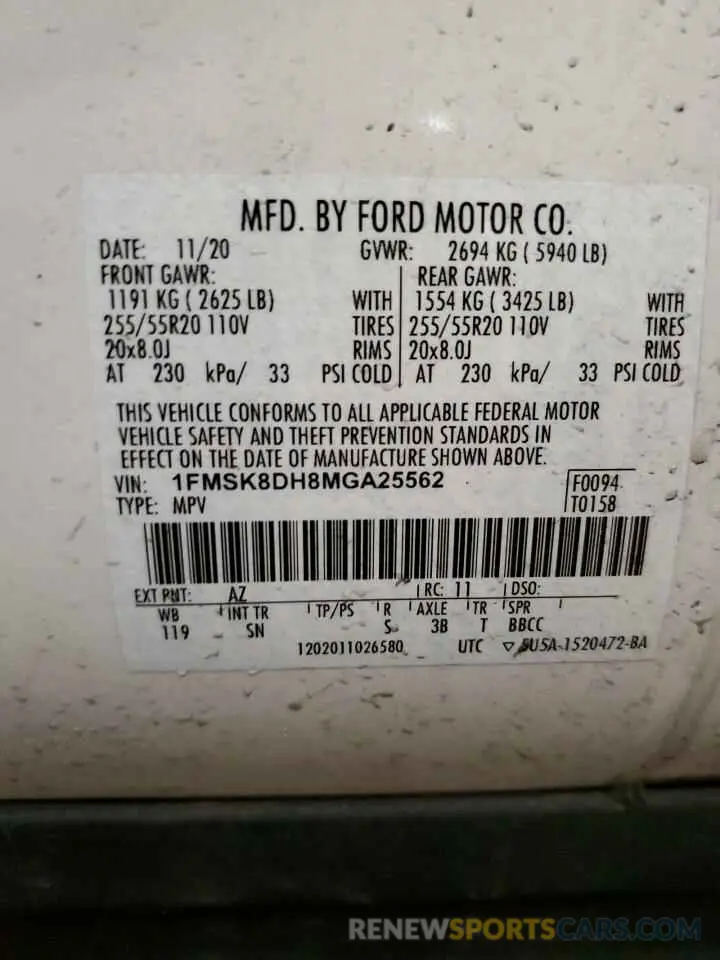 MFD. BY FORD MOTOR CO.
DATE: 11/20 GVWR: 2694 KG ( 5940 LB)
FRONT GAWR: REAR GAWR:
1191 KG ( 2625 LB) WITH 1554 KG ( 3425 LB) WITH
255/55R20 110V TIRES 255/55R20 110V TIRES
20x8.0J RIMS 20x8.0J RIMS
AT 230 kPa/ 33 PSI COLD AT 230 kPa/ 33 PSI COLD
THIS VEHICLE CONFORMS TO ALL APPLICABLE FEDERAL MOTOR
VEHICLE SAFETY AND THEFT PREVENTION STANDARDS IN
EFFECT ON THE DATE OF MANUFACTURE SHOWN ABOVE.
VIN: 1FMSK8DH8MGA25562 F0094
TYPE: MPV T0158
EXT PNT: AZ RC: 11 DSO:
WB INT TR TP/PS R AXLE TR SPR
119 SN S 3B T BBCC
1202011026580 UTC ▽ 5U5A-1520472-BA
RENEWSPORTSCARS.COM